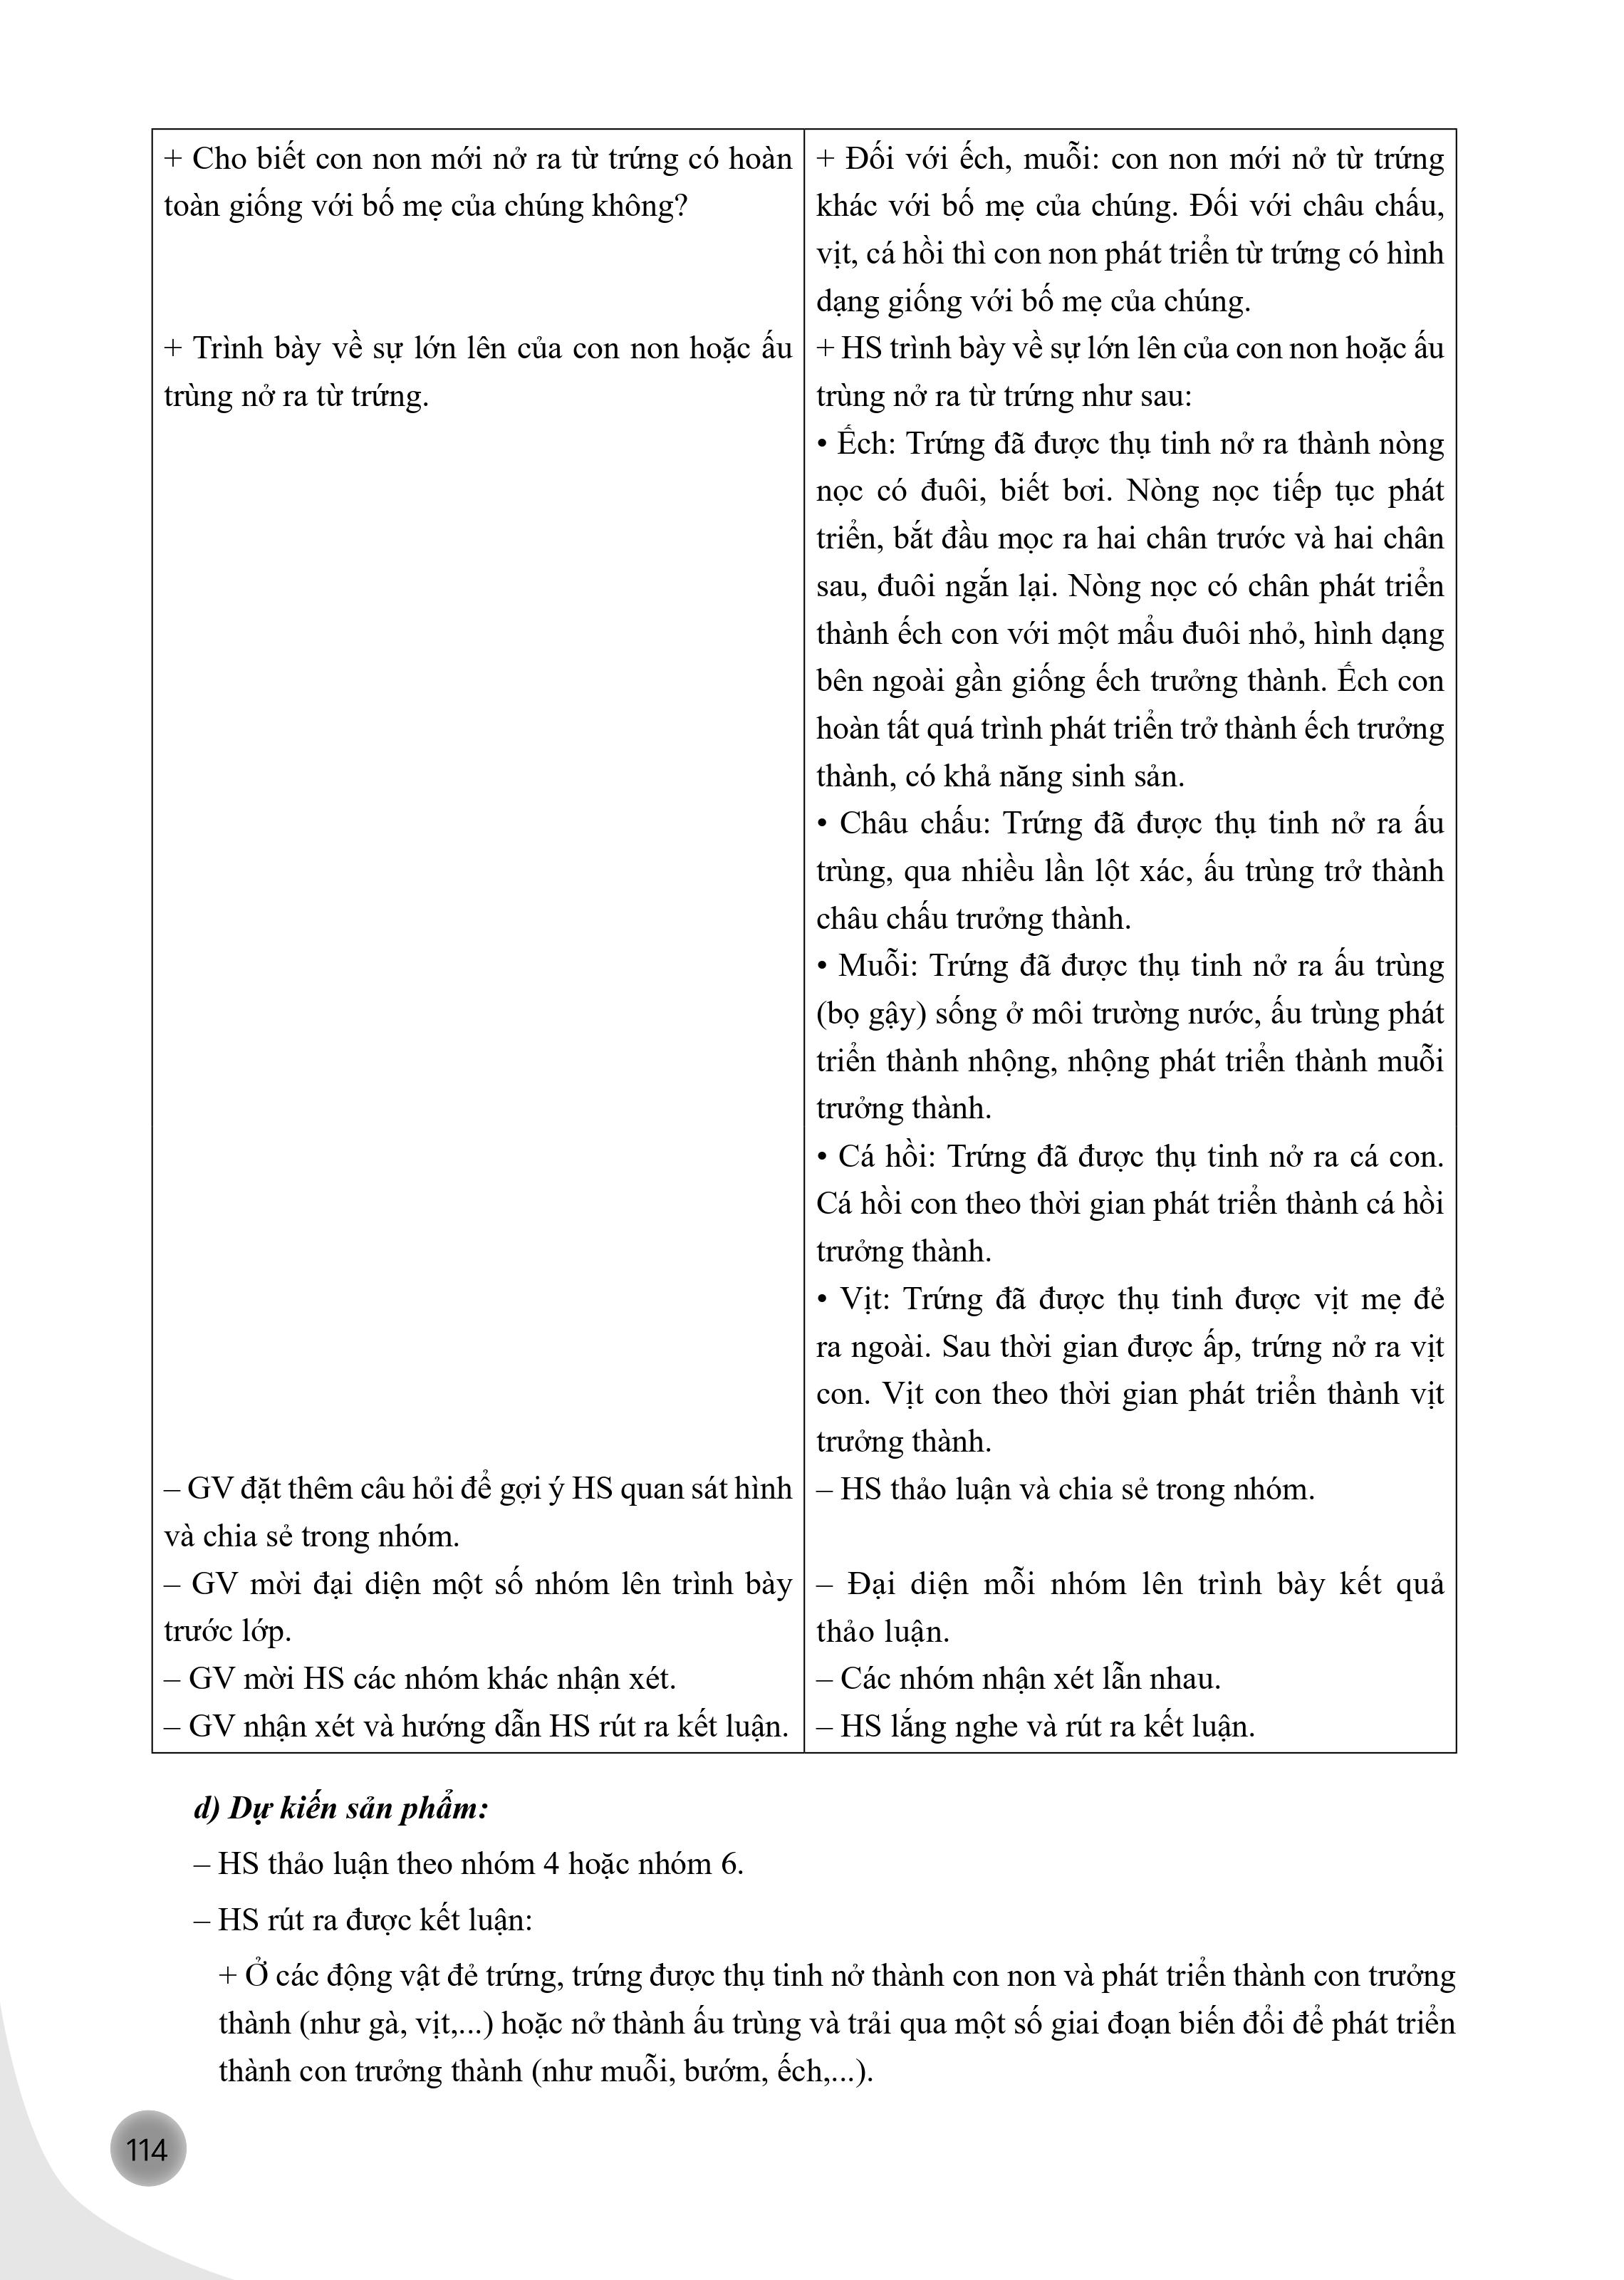 + Cho biết con non mới nở ra từ trứng có hoàn
toàn giống với bố mẹ của chúng không?
+ Trình bày về sự lớn lên của con non hoặc ấu
trùng nở ra từ trứng.
– GV đặt thêm câu hỏi để gợi ý HS quan sát hình
và chia sẻ trong nhóm.
– GV mời đại diện một số nhóm lên trình bày
trước lớp.
– GV mời HS các nhóm khác nhận xét.
– GV nhận xét và hướng dẫn HS rút ra kết luận.
+ Đối với ếch, muỗi: con non mới nở từ trứng
khác với bố mẹ của chúng. Đối với châu chấu,
vịt, cá hồi thì con non phát triển từ trứng có hình
dạng giống với bố mẹ của chúng.
+ HS trình bày về sự lớn lên của con non hoặc ấu
trùng nở ra từ trứng như sau:
• Ếch: Trứng đã được thụ tinh nở ra thành nòng
nọc có đuôi, biết bơi. Nòng nọc tiếp tục phát
triển, bắt đầu mọc ra hai chân trước và hai chân
sau, đuôi ngắn lại. Nòng nọc có chân phát triển
thành ếch con với một mẩu đuôi nhỏ, hình dạng
bên ngoài gần giống ếch trưởng thành. Ếch con
hoàn tất quá trình phát triển trở thành ếch trưởng
thành, có khả năng sinh sản.
• Châu chấu: Trứng đã được thụ tinh nở ra ấu
trùng, qua nhiều lần lột xác, ấu trùng trở thành
châu chấu trưởng thành.
• Muỗi: Trứng đã được thụ tinh nở ra ấu trùng
(bọ gậy) sống ở môi trường nước, ấu trùng phát
triển thành nhộng, nhộng phát triển thành muỗi
trưởng thành.
• Cá hồi: Trứng đã được thụ tinh nở ra cá con.
Cá hồi con theo thời gian phát triển thành cá hồi
trưởng thành.
• Vịt: Trứng đã được thụ tinh được vịt mẹ đẻ
ra ngoài. Sau thời gian được ấp, trứng nở ra vịt
con. Vịt con theo thời gian phát triển thành vịt
trưởng thành.
– HS thảo luận và chia sẻ trong nhóm.
– Đại diện mỗi nhóm lên trình bày kết quả
thảo luận.
– Các nhóm nhận xét lẫn nhau.
– HS lắng nghe và rút ra kết luận.
d) Dự kiến sản phẩm:
– HS thảo luận theo nhóm 4 hoặc nhóm 6.
– HS rút ra được kết luận:
+ Ở các động vật đẻ trứng, trứng được thụ tinh nở thành con non và phát triển thành con trưởng
thành (như gà, vịt,...) hoặc nở thành ấu trùng và trải qua một số giai đoạn biến đổi để phát triển
thành con trưởng thành (như muỗi, bướm, ếch,...).
114